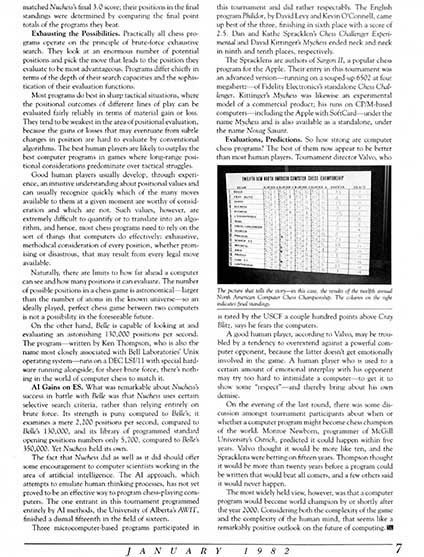 matched Nuchess's final 3.0 score; their positions in the final
standings were determined by comparing the final point
totals of the programs they beat.
Exhausting the Possibilities. Practically all chess pro-
grams operate on the principle of brute-force exhaustive
search. They look at an enormous number of potential
positions and pick the move that leads to the position they
evaluate to be most advantageous. Programs differ chiefly in
terms of the depth of their search capacities and the sophis-
tication of their evaluation functions.
Most programs do best in sharp tactical situations, where
the positional outcomes of different lines of play can be
evaluated fairly reliably in terms of material gain or loss.
They tend to be weakest in the area of positional evaluation,
because the gains or losses that may eventuate from subtle
changes in position are hard to evaluate by conventional
algorithms. The best human players are likely to outplay the
best computer programs in games where long-range posi-
tional considerations predominate over tactical struggles.
Good human players usually develop, through experi-
ence, an intuitive understanding about positional values and
can usually recognize quickly which of the many moves
available to them at a given moment are worthy of consid-
eration and which are not. Such values, however, are
extremely difficult to quantify or to translate into an algo-
rithm, and hence, most chess programs need to rely on the
sort of things that computers do effectively: exhaustive,
methodical consideration of every position, whether promis-
ing or disastrous, that may result from every legal move
available.
Naturally, there are limits to how far ahead a computer
can see and how many positions it can evaluate. The number
of possible positions in a chess game is astronomical—larger
than the number of atoms in the known universe—so an
ideally played, perfect chess game between two computers
is not a possibility in the foreseeable future.
On the other hand, Belle is capable of looking at and
evaluating an astonishing 130,000 positions per second.
The program—written by Ken Thompson, who is also the
name most closely associated with Bell Laboratories' Unix
operating system—runs on a DEC LSI/11 with special hard-
ware running alongside; for sheer brute force, there's noth-
ing in the world of computer chess to match it.
AI Gains on ES. What was remarkable about Nuchess's
success in battle with Belle was that Nuchess uses certain
selective search criteria, rather than relying entirely on
brute force. Its strength is puny compared to Belle's; it
examines a mere 2,200 positions per second, compared to
Belle's 130,000, and its library of programmed standard
opening positions numbers only 5,700, compared to Belle's
350,000. Yet Nuchess held its own.
The fact that Nuchess did as well as it did should offer
some encouragement to computer scientists working in the
area of artificial intelligence. The AI approach, which
attempts to emulate human thinking processes, has not yet
proved to be an effective way to program chess-playing com-
puters. The one entrant in this tournament programmed
entirely by AI methods, the University of Alberta's AWIT,
finished a dismal fifteenth in the field of sixteen.
Three microcomputer-based programs participated in
this tournament and did rather respectably. The English
program Philidor, by David Levy and Kevin O'Connell, came
up best of the three, finishing in sixth place with a score of
2.5. Dan and Kathe Spracklen's Chess Challenger Experi-
mental and David Kittinger's Mychess ended neck and neck
in ninth and tenth places, respectively.
The Spracklens are authors of Sargon II, a popular chess
program for the Apple. Their entry in this tournament was
an advanced version—running on a souped-up 6502 at four
megahertz—of Fidelity Electronics's standalone Chess Chal-
lenger. Kittinger's Mychess was likewise an experimental
model of a commercial product; his runs on CP/M-based
computers—including the Apple with SoftCard—under the
name Mychess and is also available as a standalone, under
the name Novag Savant.
Evaluations, Predictions. So how strong are computer
chess programs? The best of them now appear to be better
than most human players. Tournament director Valvo, who
TWELFTH ACM NORTH AMERICAN COMPUTER CHESS CHAMPIONSHIP
The picture that tells the story—in this case, the results of the twelfth annual
North American Computer Chess Championship. The column on the right
indicates final standings.
is rated by the USCF a couple hundred points above Cray
Blitz, says he fears the computers.
A good human player, according to Valvo, may be trou-
bled by a tendency to overextend against a powerful com-
puter opponent, because the latter doesn't get emotionally
involved in the game. A human player who is used to a
certain amount of emotional interplay with his opponent
may try too hard to intimidate a computer—to get it to
show some "respect"—and thereby bring about his own
demise.
On the evening of the last round, there was some dis-
cussion amongst tournament participants about when or
whether a computer program might become chess champion
of the world. Monroe Newborn, programmer of McGill
University's Ostrich, predicted it could happen within five
years. Valvo thought it would be more like ten, and the
Spracklens were betting on fifteen years. Thompson thought
it would be more than twenty years before a program could
be written that would beat all comers, and a few others said
it would never happen.
The most widely held view, however, was that a computer
program would become world champion by or shortly after
the year 2000. Considering both the complexity of the game
and the complexity of the human mind, that seems like a
remarkably positive outlook on the future of computing.
JANUARY 1982
7